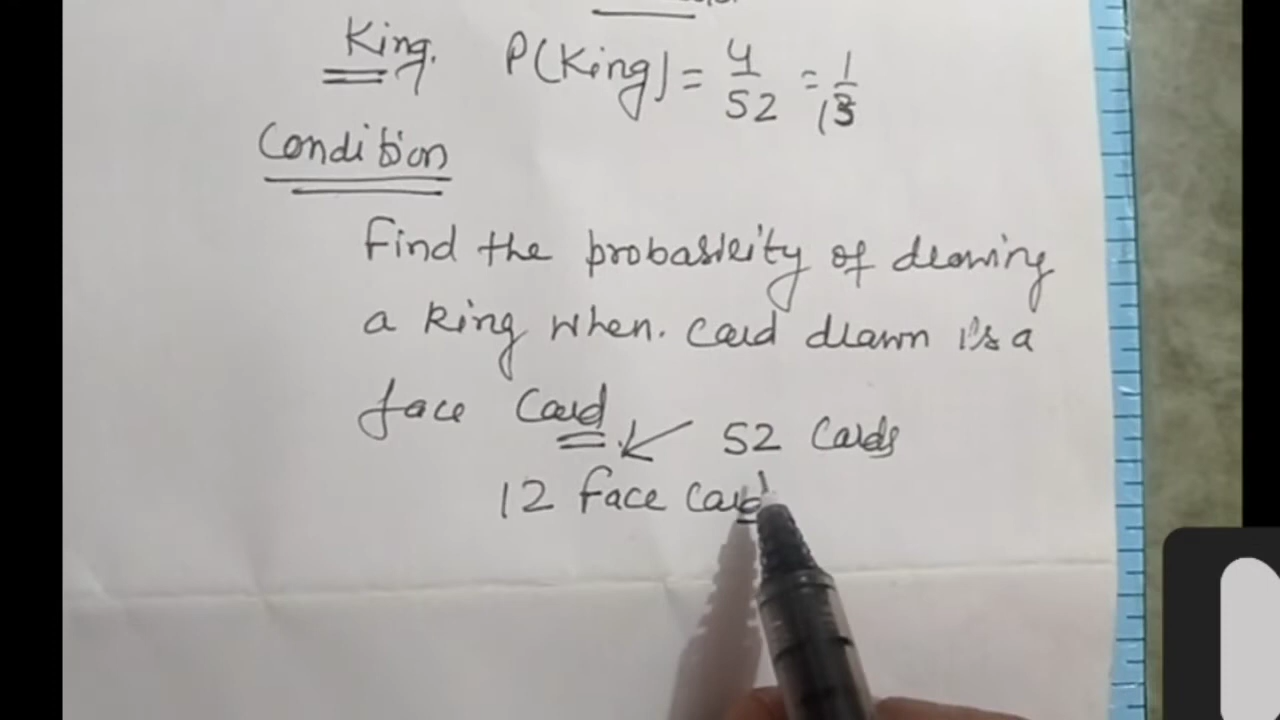 King. P(King) = 4/52 = 1/13
Condition
Find the probability of drawing
a king when. Card drawn is a
face Card
52 Cards
12 Face Card